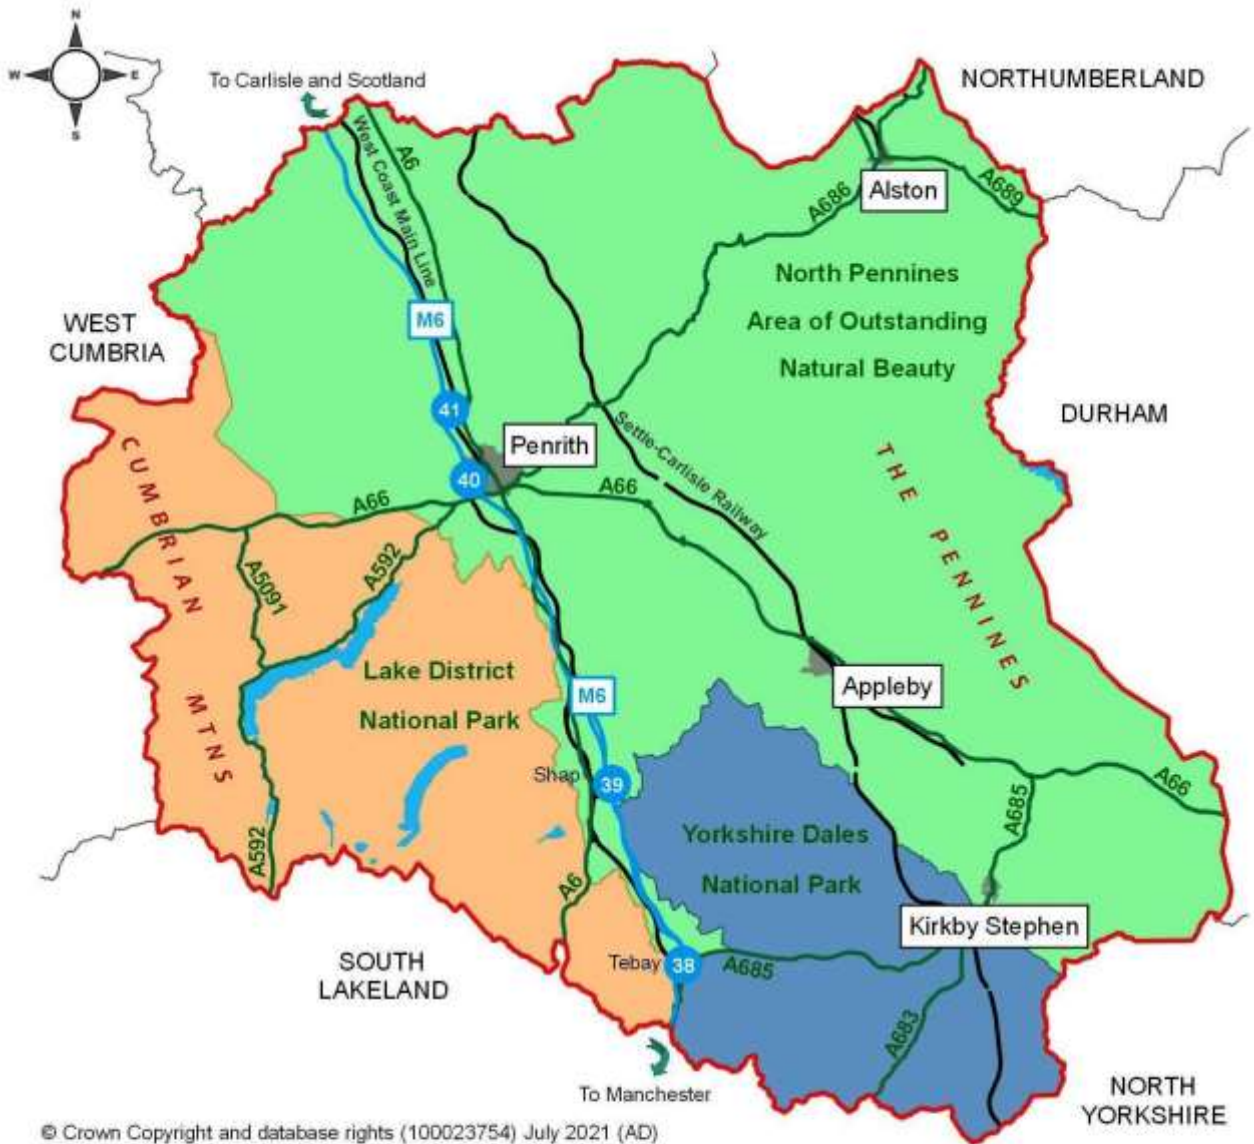 N
W
E
S
To Carlisle and Scotland
NORTHUMBERLAND
West Coast Main Line
A6
Alston
A686
A689
North Pennines
Area of Outstanding
Natural Beauty
WEST
CUMBRIA
M6
DURHAM
41
Penrith
Settle-Carlisle Railway
40
A66
A66
CUMBRIAN
MTNS
THE PENNINES
A592
A5091
Lake District
National Park
M6
Appleby
Shap
39
A66
A685
A592
Yorkshire Dales
National Park
A6
Kirkby Stephen
SOUTH
LAKELAND
Tebay
38
A685
A683
To Manchester
NORTH
YORKSHIRE
© Crown Copyright and database rights (100023754) July 2021 (AD)